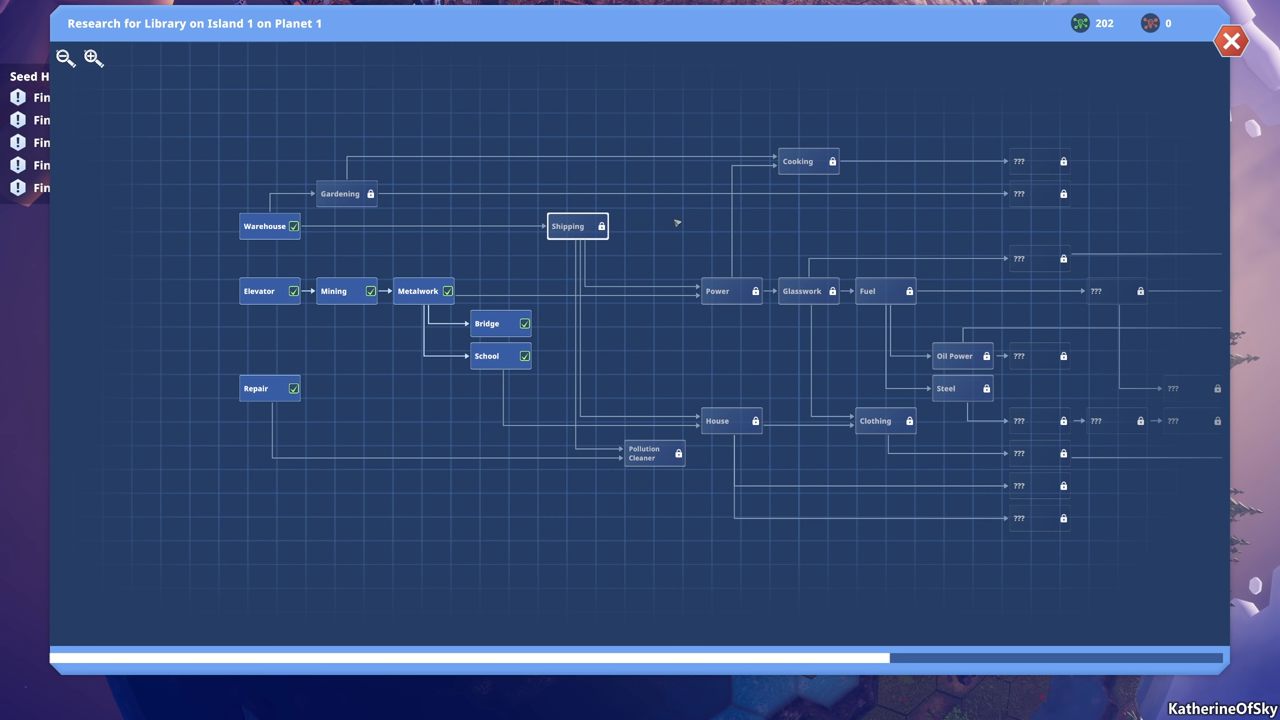 Research for Library on Island 1 on Planet 1
202
0
Seed H
Fin
Fin
Fin
Fin
Fin
Cooking
???
Gardening
???
Warehouse
Shipping
???
Elevator
Mining
Metalwork
Power
Glasswork
Fuel
???
Bridge
School
Oil Power
???
Repair
Steel
???
House
Clothing
???
???
???
Pollution
Cleaner
???
???
???
KatherineOfSky